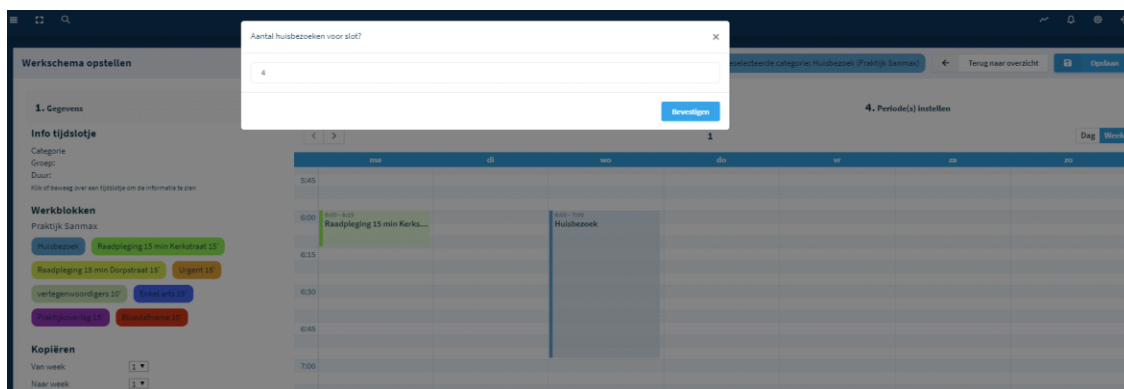 Aantal huisbezoeken voor slot?
×
4
Bevestigen
Werkschema opstellen
eselecteerde categorie: Huisbezoek (Praktijk Sanmax)
Terug naar overzicht
Opslaan
1. Gegevens
4. Periode(s) instellen
Info tijdslotje
Categorie
Groep:
Duur:
Klik of beweeg over een tijdslotje om de informatie te zien
1
Dag Week
ma di wo do vr za zo
5:45
Werkblokken
Praktijk Sanmax
6:00
6:00 - 6:15
Raadpleging 15 min Kerks....
6:00 - 7:00
Huisbezoek
Huisbezoek
Raadpleging 15 min Kerkstraat 15'
6:15
Raadpleging 15 min Dorpstraat 15'
Urgent 15'
vertegenwoordigers 10'
Enkel arts 15'
6:30
Praktijkoverleg 15'
Bloedafname 10'
6:45
Kopiëren
Van week 1
7:00
Naar week 1